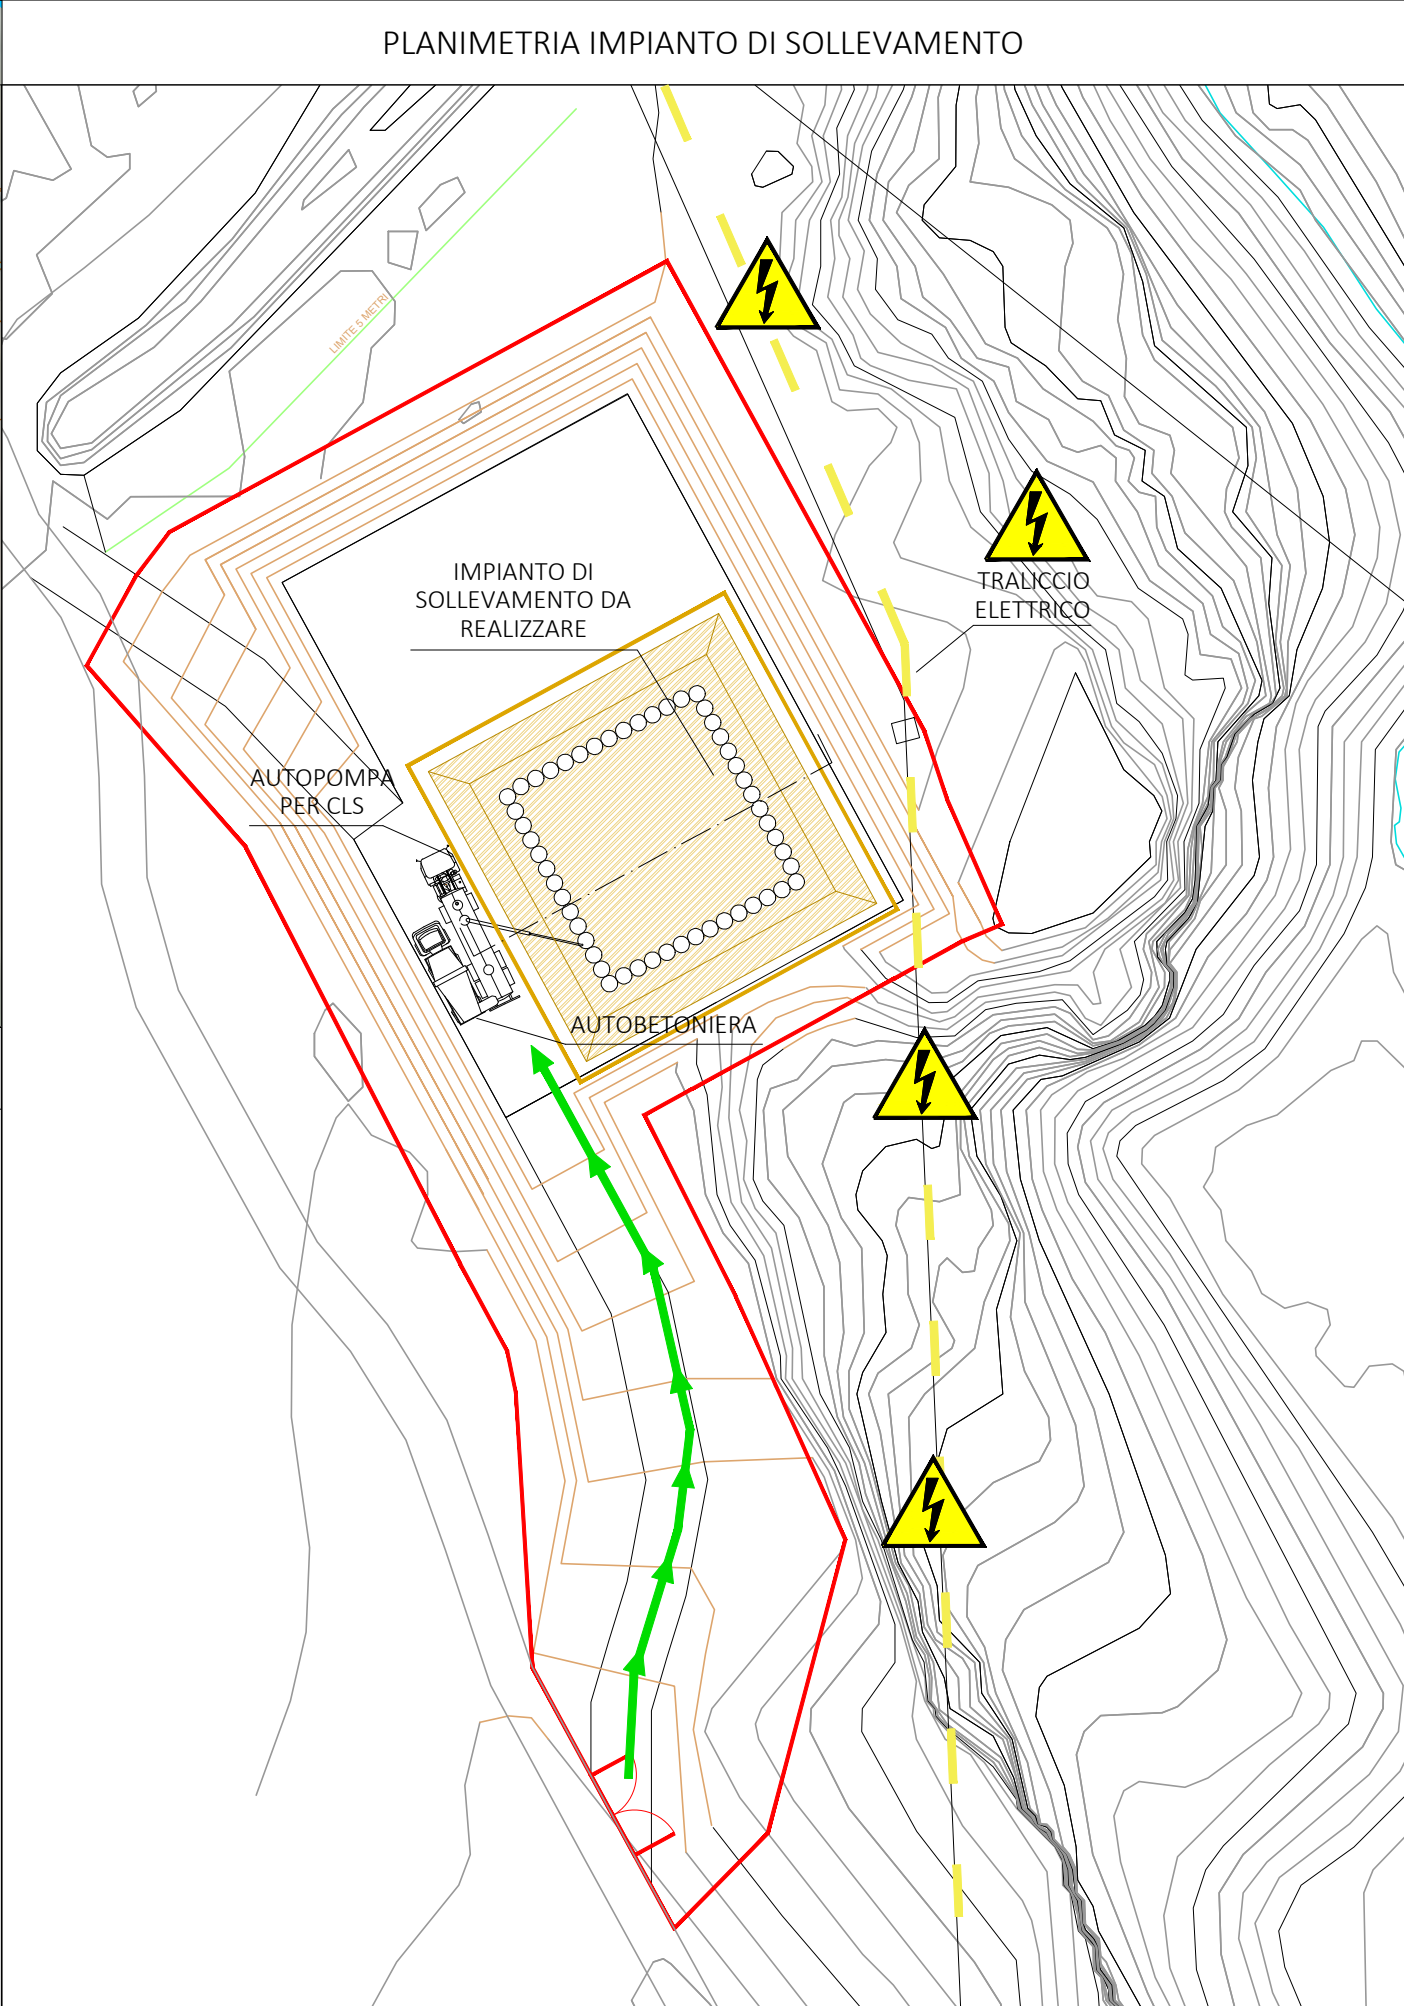 PLANIMETRIA IMPIANTO DI SOLLEVAMENTO
LIMITE 5 METRI
IMPIANTO DI
SOLLEVAMENTO DA
REALIZZARE
TRALICCIO
ELETTRICO
AUTOPOMPA
PER CLS
AUTOBETONIERA